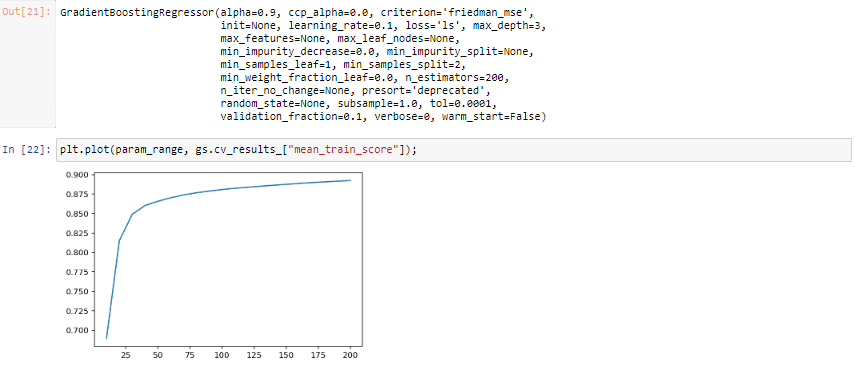 Out[21]: GradientBoostingRegressor(alpha=0.9, ccp_alpha=0.0, criterion='friedman_mse',
init=None, learning_rate=0.1, loss='ls', max_depth=3,
max_features=None, max_leaf_nodes=None,
min_impurity_decrease=0.0, min_impurity_split=None,
min_samples_leaf=1, min_samples_split=2,
min_weight_fraction_leaf=0.0, n_estimators=200,
n_iter_no_change=None, presort='deprecated',
random_state=None, subsample=1.0, tol=0.0001,
validation_fraction=0.1, verbose=0, warm_start=False)
In [22]: plt.plot(param_range, gs.cv_results_["mean_train_score"]);
0.900
0.875
0.850
0.825
0.800
0.775
0.750
0.725
0.700
25 50 75 100 125 150 175 200